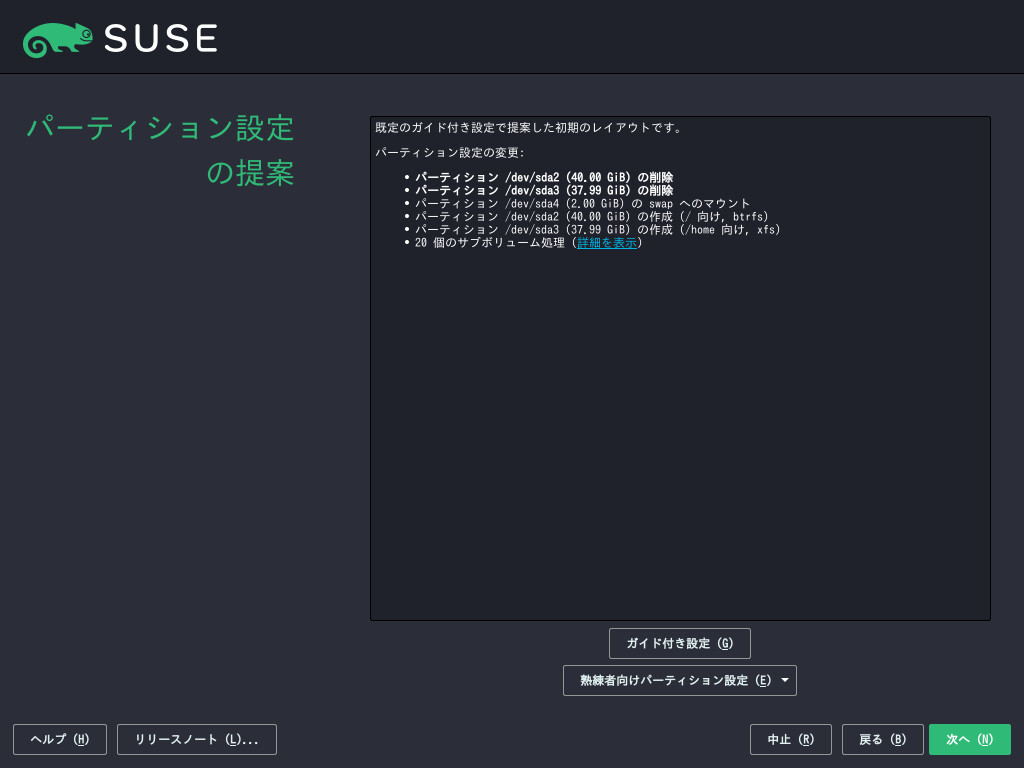 SUSE
パーティション設定
の提案
既定のガイド付き設定で提案した初期のレイアウトです。
パーティション設定の変更:
• パーティション /dev/sda2 (40.00 GiB) の削除
• パーティション /dev/sda3 (37.99 GiB) の削除
• パーティション /dev/sda4 (2.00 GiB) の swap へのマウント
• パーティション /dev/sda2 (40.00 GiB) の作成 (/ 向け, btrfs)
• パーティション /dev/sda3 (37.99 GiB) の作成 (/home 向け, xfs)
• 20 個のサブボリューム処理 (詳細を表示)
ガイド付き設定 (G)
熟練者向けパーティション設定 (E)
ヘルプ (H) リリースノート (L)... 中止 (R) 戻る (B) 次へ (N)